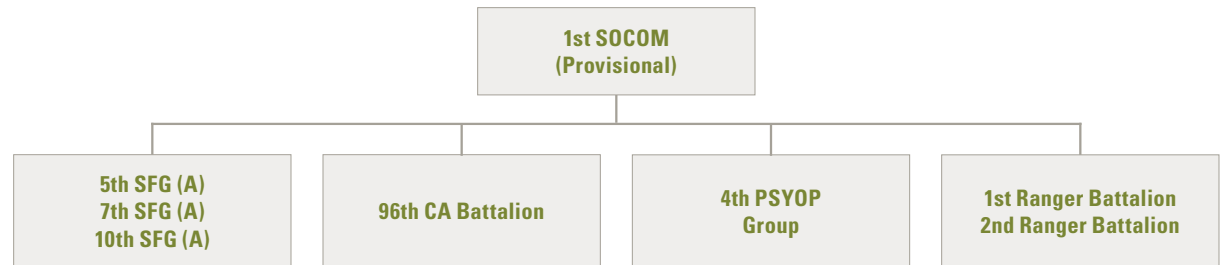 1st SOCOM
(Provisional)
5th SFG (A)
7th SFG (A)
10th SFG (A)
96th CA Battalion
4th PSYOP
Group
1st Ranger Battalion
2nd Ranger Battalion